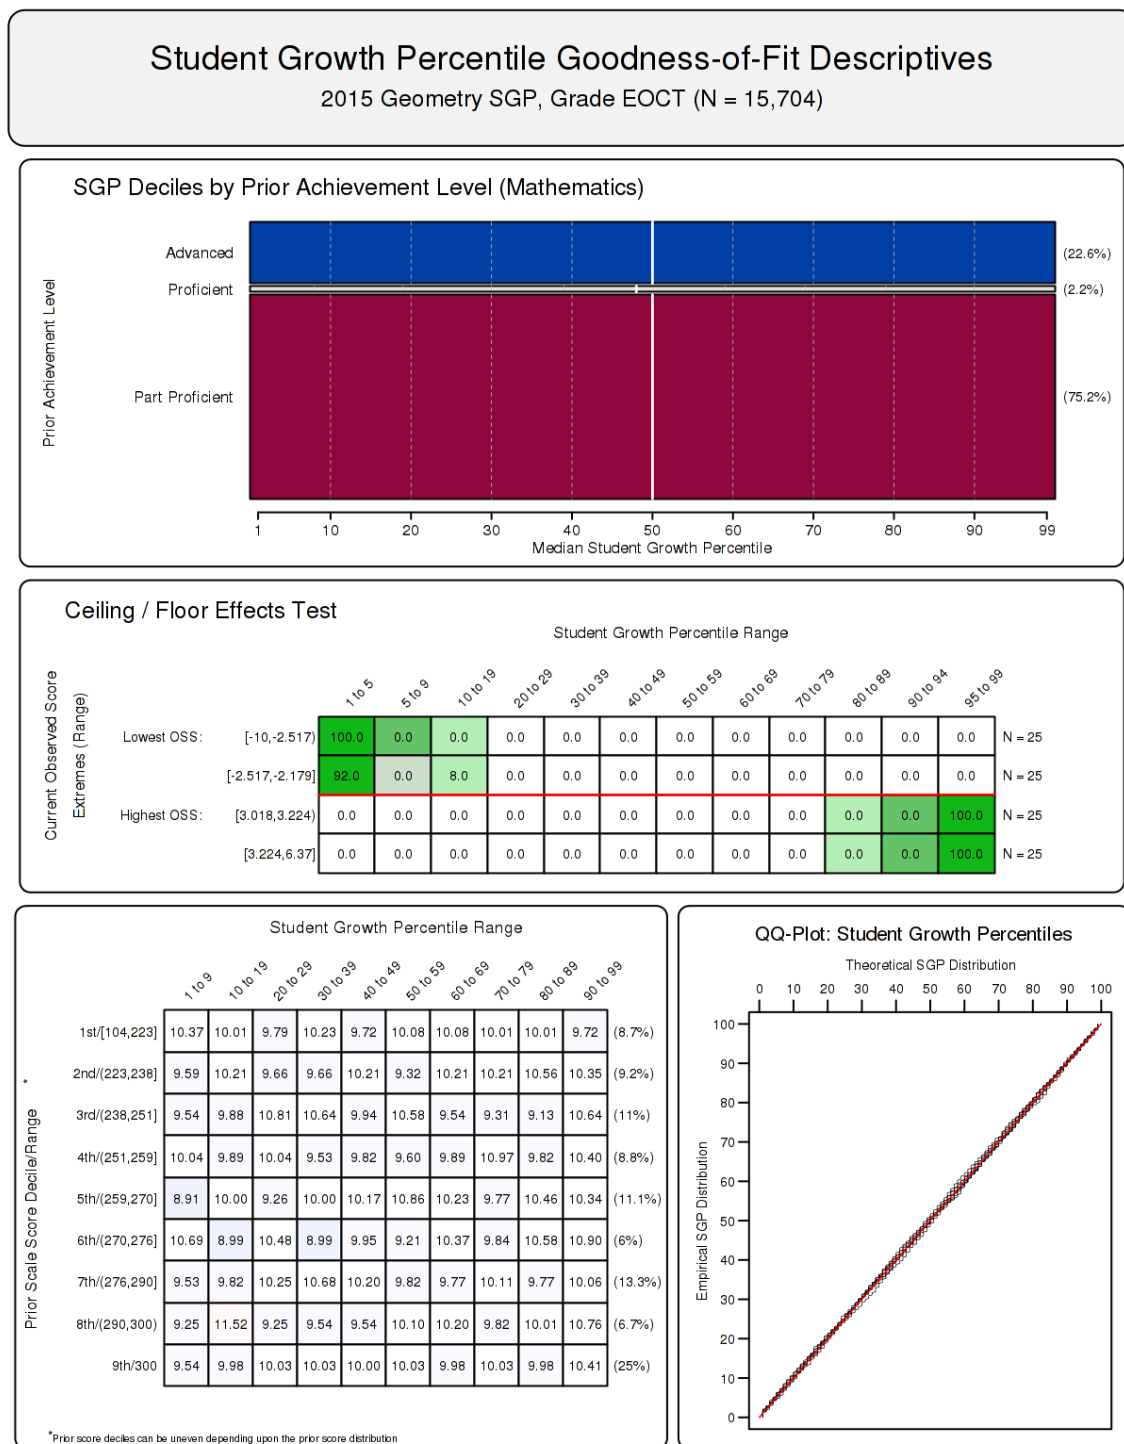 Student Growth Percentile Goodness-of-Fit Descriptives
2015 Geometry SGP, Grade EOCT (N = 15,704)
SGP Deciles by Prior Achievement Level (Mathematics)
Prior Achievement Level
Advanced (22.6%)
Proficient (2.2%)
Part Proficient (75.2%)
1 10 20 30 40 50 60 70 80 90 99
Median Student Growth Percentile
Ceiling / Floor Effects Test
Student Growth Percentile Range
Current Observed Score
Extremes (Range)
1 to 5 5 to 9 10 to 19 20 to 29 30 to 39 40 to 49 50 to 59 60 to 69 70 to 79 80 to 89 90 to 94 95 to 99
Lowest OSS: [-10,-2.517) 100.0 0.0 0.0 0.0 0.0 0.0 0.0 0.0 0.0 0.0 0.0 0.0 N = 25
[-2.517,-2.179] 92.0 0.0 8.0 0.0 0.0 0.0 0.0 0.0 0.0 0.0 0.0 0.0 N = 25
Highest OSS: [3.018,3.224) 0.0 0.0 0.0 0.0 0.0 0.0 0.0 0.0 0.0 0.0 0.0 100.0 N = 25
[3.224,6.37] 0.0 0.0 0.0 0.0 0.0 0.0 0.0 0.0 0.0 0.0 0.0 100.0 N = 25
Student Growth Percentile Range
Prior Scale Score Decile/Range *
1 to 9 10 to 19 20 to 29 30 to 39 40 to 49 50 to 59 60 to 69 70 to 79 80 to 89 90 to 99
1st/[104,223] 10.37 10.01 9.79 10.23 9.72 10.08 10.08 10.01 10.01 9.72 (8.7%)
2nd/(223,238] 9.59 10.21 9.66 9.66 10.21 9.32 10.21 10.21 10.56 10.35 (9.2%)
3rd/(238,251] 9.54 9.88 10.81 10.64 9.94 10.58 9.54 9.31 9.13 10.64 (11%)
4th/(251,259] 10.04 9.89 10.04 9.53 9.82 9.60 9.89 10.97 9.82 10.40 (8.8%)
5th/(259,270] 8.91 10.00 9.26 10.00 10.17 10.86 10.23 9.77 10.46 10.34 (11.1%)
6th/(270,276] 10.69 8.99 10.48 8.99 9.95 9.21 10.37 9.84 10.58 10.90 (6%)
7th/(276,290] 9.53 9.82 10.25 10.68 10.20 9.82 9.77 10.11 9.77 10.06 (13.3%)
8th/(290,300) 9.25 11.52 9.25 9.54 9.54 10.10 10.20 9.82 10.01 10.76 (6.7%)
9th/300 9.54 9.98 10.03 10.03 10.00 10.03 9.98 10.03 9.98 10.41 (25%)
*Prior score deciles can be uneven depending upon the prior score distribution
QQ-Plot: Student Growth Percentiles
Theoretical SGP Distribution
0 10 20 30 40 50 60 70 80 90 100
Empirical SGP Distribution
100
90
80
70
60
50
40
30
20
10
0